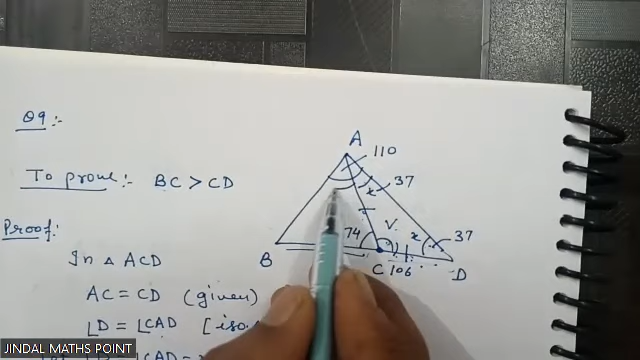 Q9:-
To prove:- BC > CD
Proof:-
In △ ACD
AC = CD (given)
∠D = ∠CAD
A
110
x
37
74
x
37
B
C
106
D
JINDAL MATHS POINT